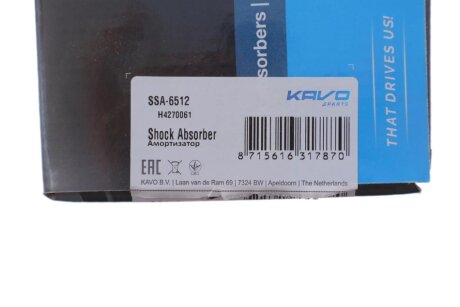 sorbers |
THAT DRIVES US!
SSA-6512
H4270061
KAVO
PARTS
Shock Absorber
Амортизатор
8 715616 317870
EAC
KAVO B.V. | Laan van de Ram 69 | 7324 BW | Apeldoorn | The Netherlands